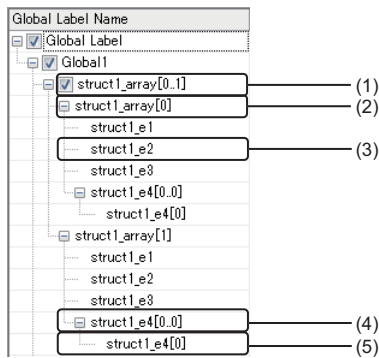 Global Label Name
Global Label
Global1
struct1_array[0..1] (1)
struct1_array[0] (2)
struct1_e1
struct1_e2 (3)
struct1_e3
struct1_e4[0..0]
struct1_e4[0]
struct1_array[1]
struct1_e1
struct1_e2
struct1_e3
struct1_e4[0..0] (4)
struct1_e4[0] (5)